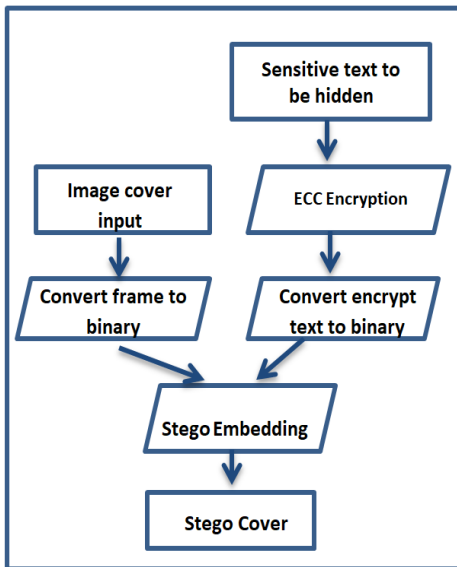 Sensitive text to
be hidden
Image cover
input
ECC Encryption
Convert frame to
binary
Convert encrypt
text to binary
Stego Embedding
Stego Cover